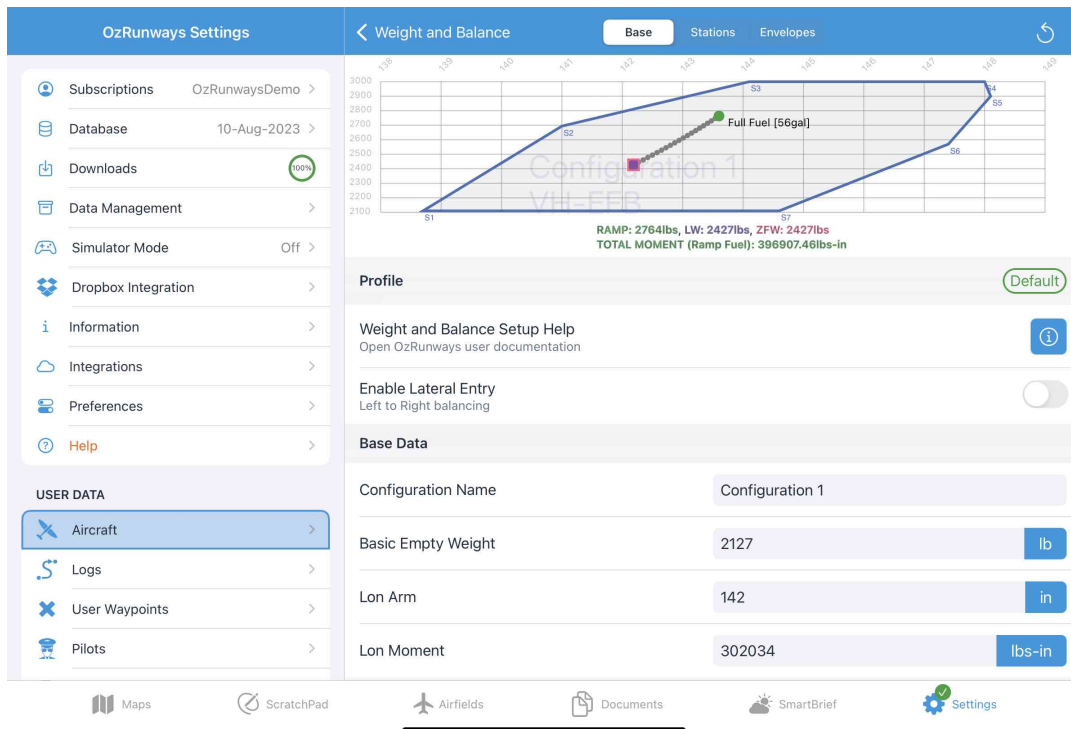 OzRunways Settings
Weight and Balance
Base
Stations
Envelopes
Subscriptions
OzRunwaysDemo
Database
10-Aug-2023
Downloads
100%
Data Management
Simulator Mode
Off
Dropbox Integration
Information
Integrations
Preferences
Help
USER DATA
Aircraft
Logs
User Waypoints
Pilots
138 139 140 141 142 143 144 145 146 147 148 149
3000
2900
2800
2700
2600
2500
2400
2300
2200
2100
S1
S2
S3
S4
S5
S6
S7
Full Fuel [56gal]
Configuration 1
VH-EFB
RAMP: 2764lbs, LW: 2427lbs, ZFW: 2427lbs
TOTAL MOMENT (Ramp Fuel): 396907.46lbs-in
Profile
Default
Weight and Balance Setup Help
Open OzRunways user documentation
Enable Lateral Entry
Left to Right balancing
Base Data
Configuration Name
Configuration 1
Basic Empty Weight
2127
lb
Lon Arm
142
in
Lon Moment
302034
lbs-in
Maps
ScratchPad
Airfields
Documents
SmartBrief
Settings